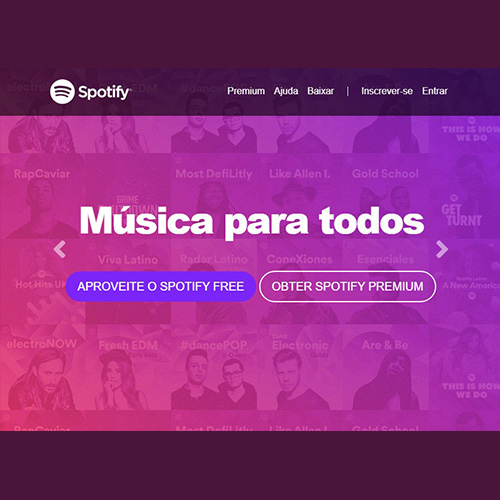 Spotify
Premium Ajuda Baixar | Inscrever-se Entrar
electroNOW Fresh EDM #dancePOP THIS IS HOW WE DO
RapCaviar Most DefiLitly Like Allen I. Gold School
GRIME SHUTDOWN GET TURNT
Música para todos
Viva Latino Radar Latino ConeXiones Esenciales
Hot Hits UK A New America
APROVEITE O SPOTIFY FREE OBTER SPOTIFY PREMIUM
electroNOW Fresh EDM #dancePOP Electronic Are & Be
THIS IS HOW WE DO
RapCaviar Most DefiLitly Like Allen I. Gold School